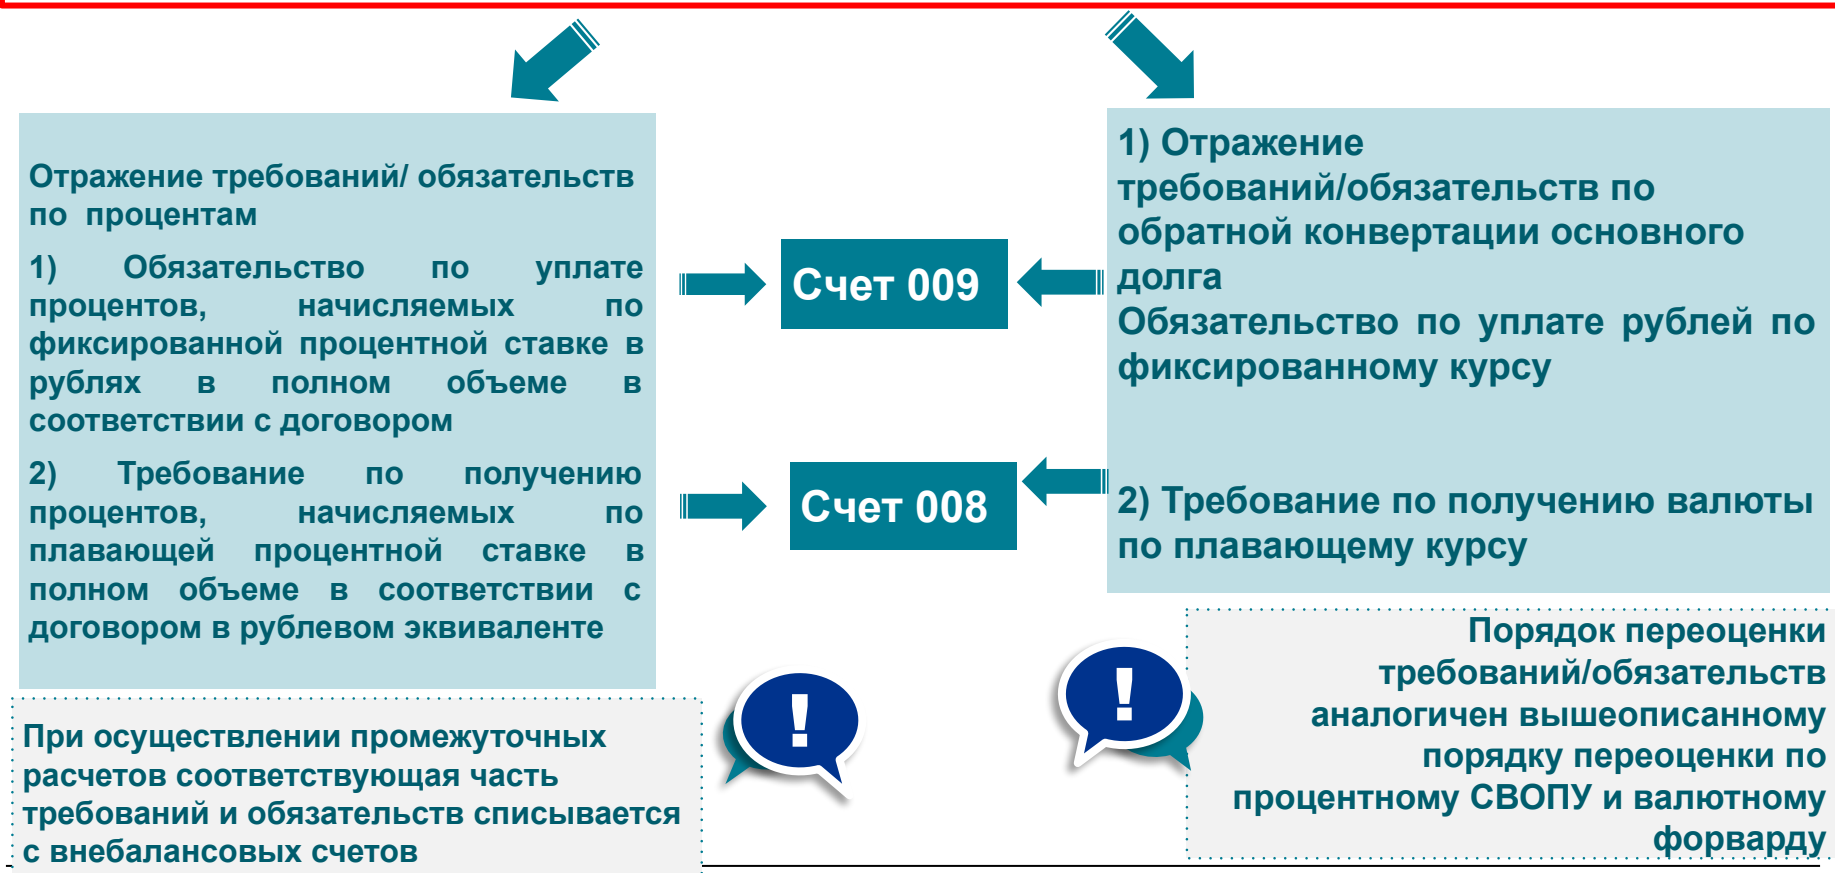 Отражение требований/ обязательств
по процентам
1) Обязательство по уплате
процентов, начисляемых по
фиксированной процентной ставке в
рублях в полном объеме в
соответствии с договором
2) Требование по получению
процентов, начисляемых по
плавающей процентной ставке в
полном объеме в соответствии с
договором в рублевом эквиваленте
Счет 009
Счет 008
1) Отражение
требований/обязательств по
обратной конвертации основного
долга
Обязательство по уплате рублей по
фиксированному курсу
2) Требование по получению валюты
по плавающему курсу
При осуществлении промежуточных
расчетов соответствующая часть
требований и обязательств списывается
с внебалансовых счетов
!
!
Порядок переоценки
требований/обязательств
аналогичен вышеописанному
порядку переоценки по
процентному СВОПУ и валютному
форварду